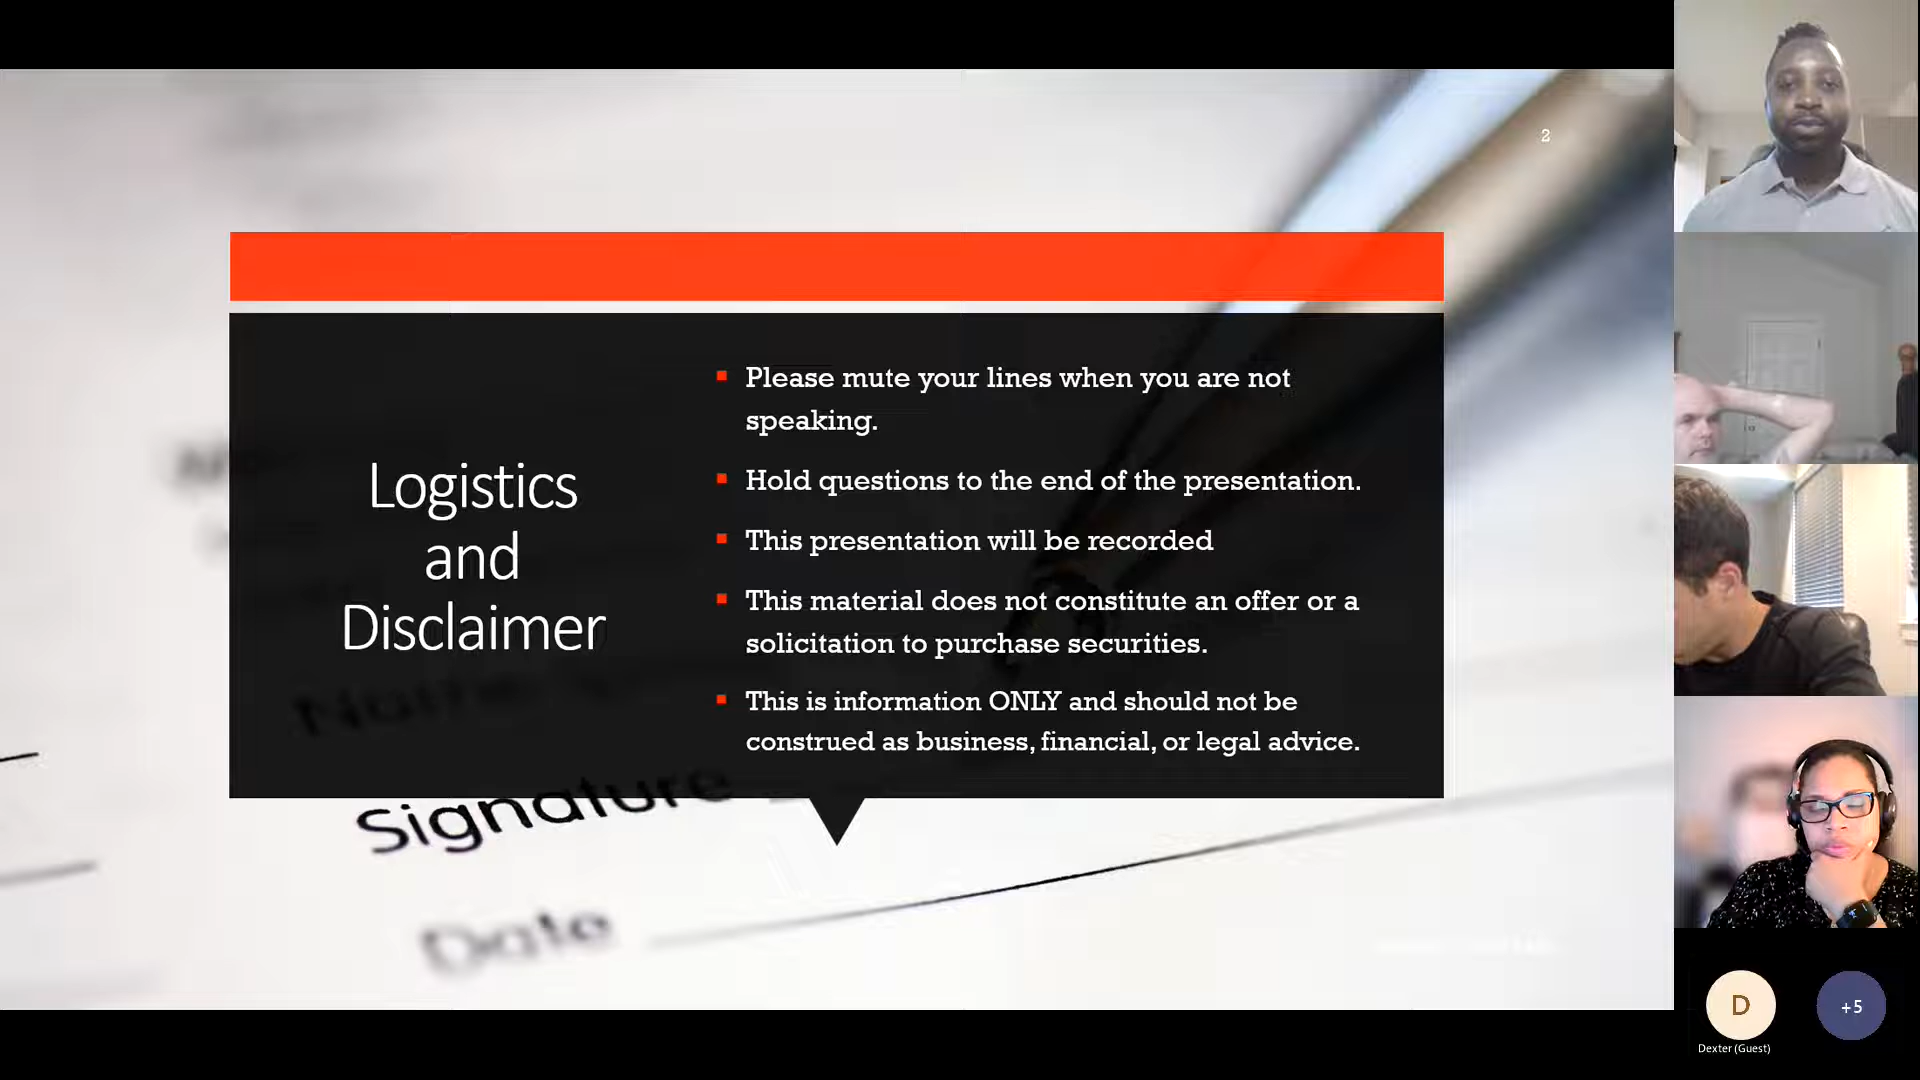 2
Logistics
and
Disclaimer
Please mute your lines when you are not
speaking.
Hold questions to the end of the presentation.
This presentation will be recorded
This material does not constitute an offer or a
solicitation to purchase securities.
This is information ONLY and should not be
construed as business, financial, or legal advice.
Name
Signature
Date
D
+5
Dexter (Guest)